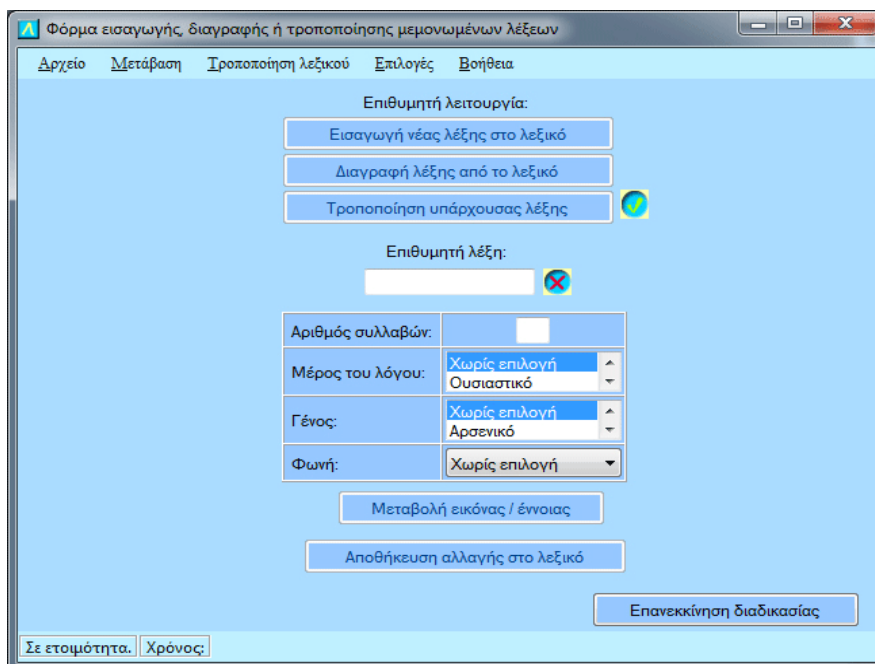 Φόρμα εισαγωγής, διαγραφής ή τροποποίησης μεμονωμένων λέξεων
Αρχείο Μετάβαση Τροποποίηση λεξικού Επιλογές Βοήθεια
Επιθυμητή λειτουργία:
Εισαγωγή νέας λέξης στο λεξικό
Διαγραφή λέξης από το λεξικό
Τροποποίηση υπάρχουσας λέξης
Επιθυμητή λέξη:
Αριθμός συλλαβών:
Μέρος του λόγου: Χωρίς επιλογή
Ουσιαστικό
Γένος: Χωρίς επιλογή
Αρσενικό
Φωνή: Χωρίς επιλογή
Μεταβολή εικόνας / έννοιας
Αποθήκευση αλλαγής στο λεξικό
Επανεκκίνηση διαδικασίας
Σε ετοιμότητα. Χρόνος: